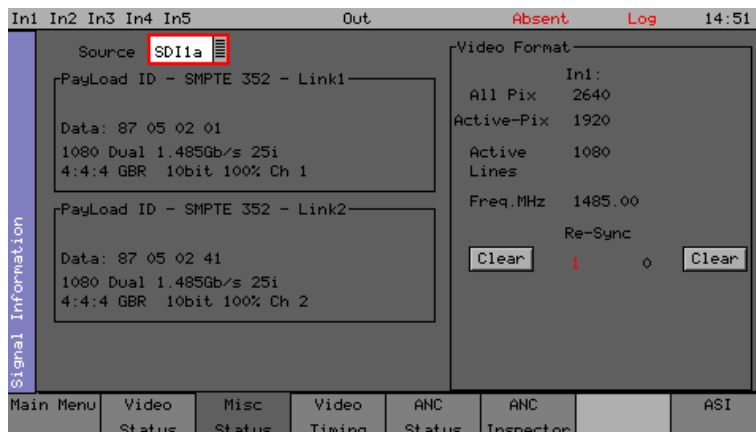 In1 In2 In3 In4 In5 Out Absent Log 14:51
Source SDI1a
PayLoad ID - SMPTE 352 - Link1
Data: 87 05 02 01
1080 Dual 1.485Gb/s 25i
4:4:4 GBR 10bit 100% Ch 1
PayLoad ID - SMPTE 352 - Link2
Data: 87 05 02 41
1080 Dual 1.485Gb/s 25i
4:4:4 GBR 10bit 100% Ch 2
Video Format
In1:
All Pix 2640
Active-Pix 1920
Active Lines 1080
Freq.MHz 1485.00
Re-Sync
Clear 1 0 Clear
Signal Information
Main Menu
Video Status
Misc Status
Video Timing
ANC Status
ANC Inspector
ASI